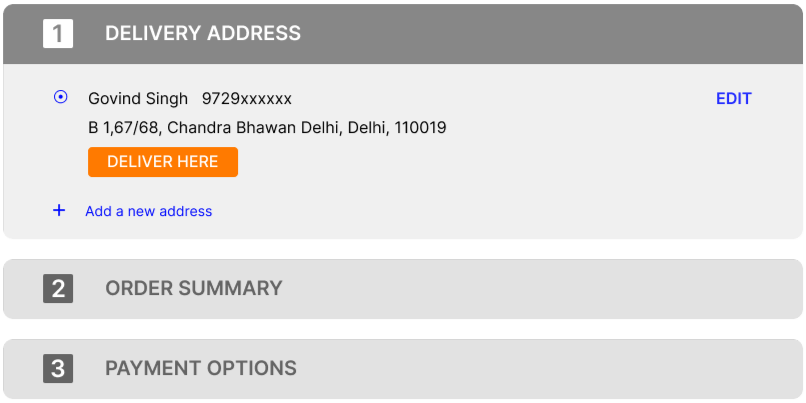 1 DELIVERY ADDRESS
Govind Singh 9729xxxxxx EDIT
B 1,67/68, Chandra Bhawan Delhi, Delhi, 110019
DELIVER HERE
+ Add a new address
2 ORDER SUMMARY
3 PAYMENT OPTIONS